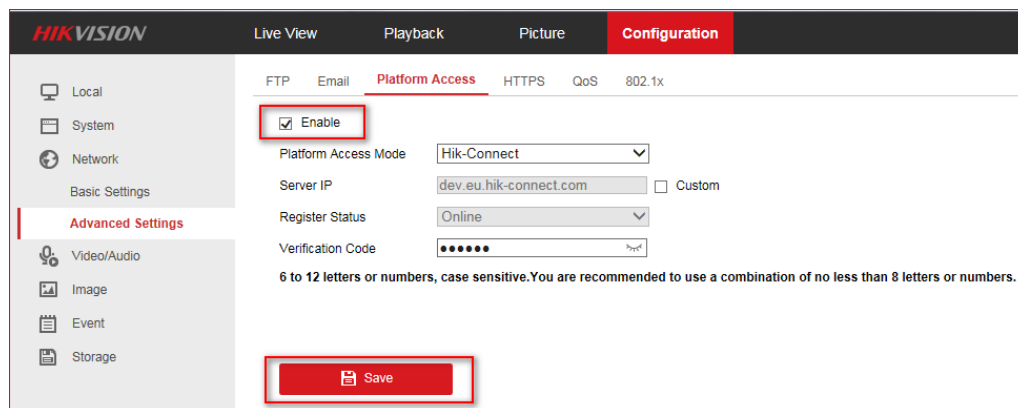 HIKVISION
Live View
Playback
Picture
Configuration
Local
System
Network
Basic Settings
Advanced Settings
Video/Audio
Image
Event
Storage
FTP
Email
Platform Access
HTTPS
QoS
802.1x
Enable
Platform Access Mode
Hik-Connect
Server IP
dev.eu.hik-connect.com
Custom
Register Status
Online
Verification Code
●●●●●●
6 to 12 letters or numbers, case sensitive.You are recommended to use a combination of no less than 8 letters or numbers.
Save